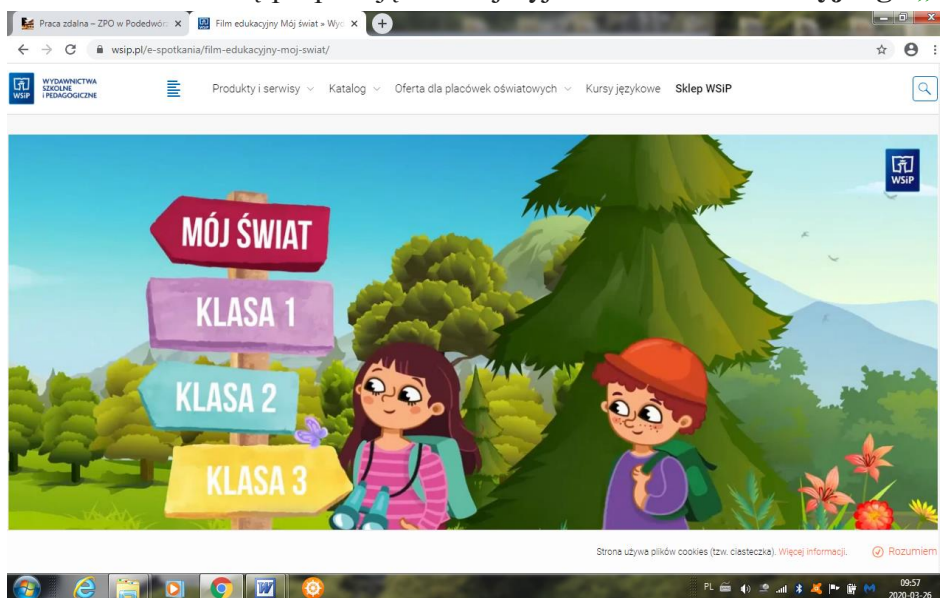 Praca zdalna – ZPO w Podedwórz
Film edukacyjny Mój świat » Wyd
wsip.pl/e-spotkania/film-edukacyjny-moj-swiat/
WSiP
WYDAWNICTWA
SZKOLNE
I PEDAGOGICZNE
Produkty i serwisy
Katalog
Oferta dla placówek oświatowych
Kursy językowe
Sklep WSiP
WSiP
MÓJ ŚWIAT
KLASA 1
KLASA 2
KLASA 3
Strona używa plików cookies (tzw. ciasteczka). Więcej informacji.
Rozumiem
PL
09:57
2020-03-26